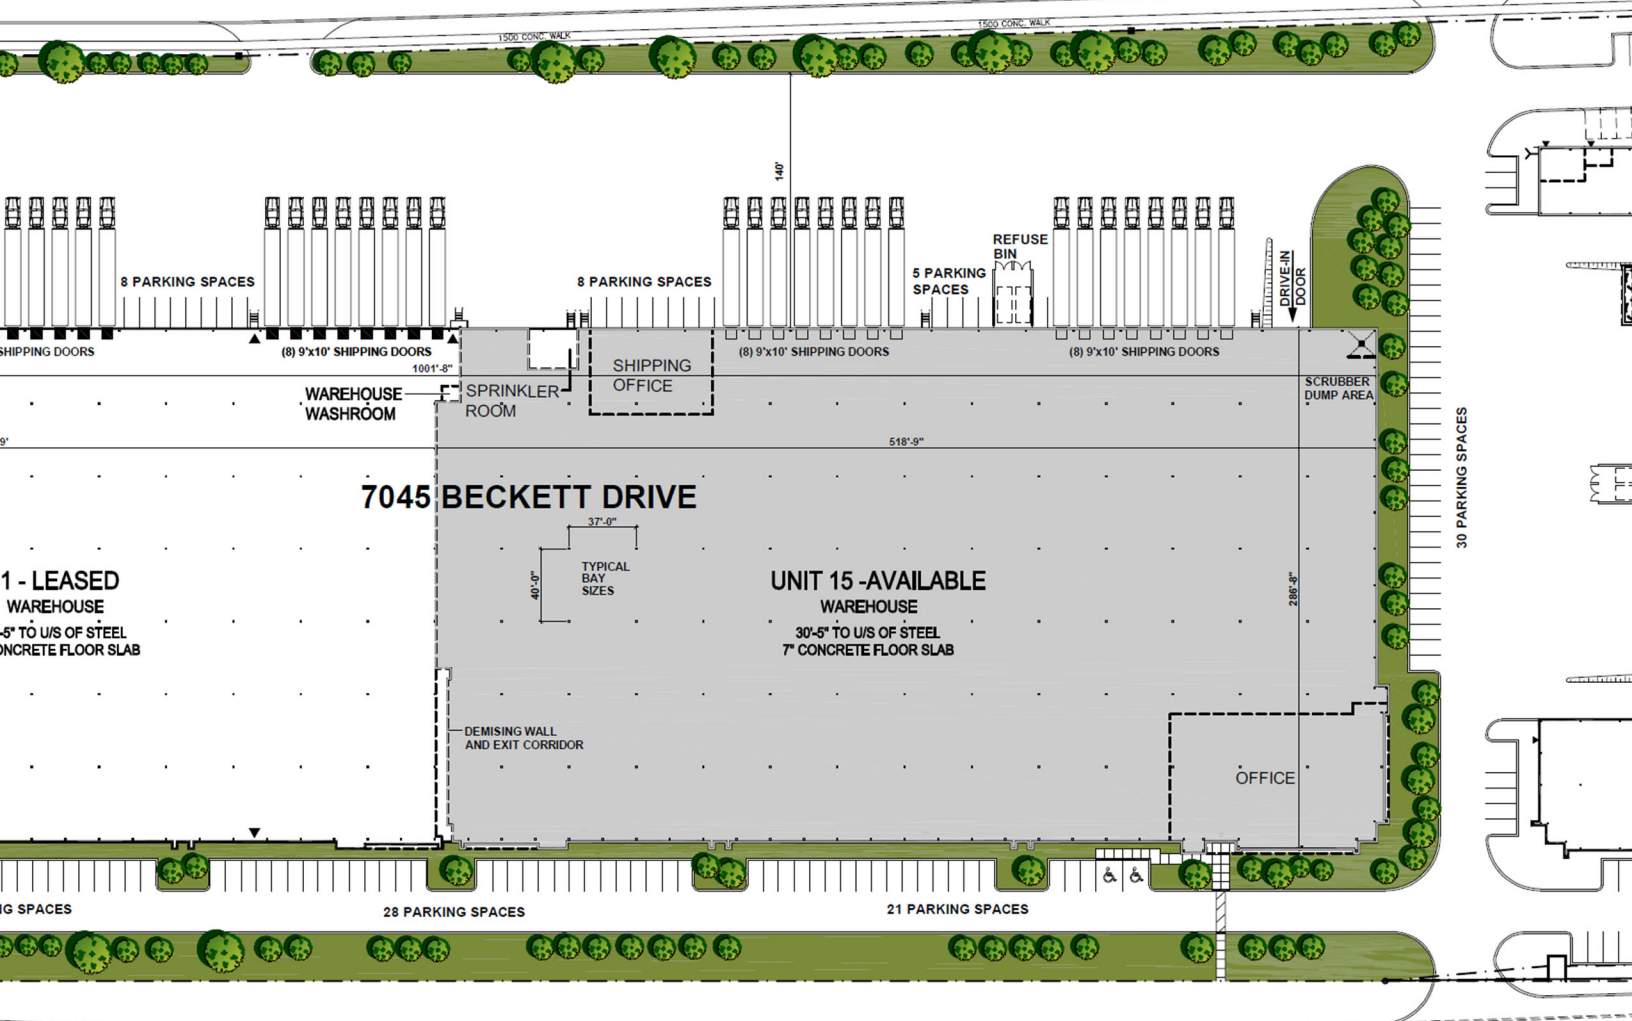 1500 CONC. WALK
1500 CONC. WALK
140'
REFUSE
BIN
8 PARKING SPACES
8 PARKING SPACES
5 PARKING
SPACES
DRIVE-IN
DOOR
SHIPPING DOORS
(8) 9'x10' SHIPPING DOORS
(8) 9'x10' SHIPPING DOORS
(8) 9'x10' SHIPPING DOORS
1001'-8"
SHIPPING
OFFICE
WAREHOUSE
WASHROOM
SPRINKLER
ROOM
SCRUBBER
DUMP AREA
9'
518'-9"
30 PARKING SPACES
7045 BECKETT DRIVE
37'-0"
40'-0"
TYPICAL
BAY
SIZES
286'-8"
1 - LEASED
WAREHOUSE
-5" TO U/S OF STEEL
ONCRETE FLOOR SLAB
UNIT 15 -AVAILABLE
WAREHOUSE
30'-5" TO U/S OF STEEL
7" CONCRETE FLOOR SLAB
DEMISING WALL
AND EXIT CORRIDOR
OFFICE
G SPACES
28 PARKING SPACES
21 PARKING SPACES